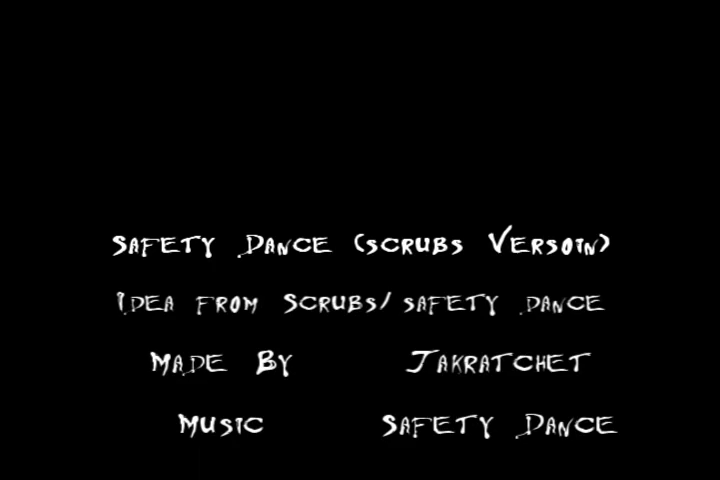 Safety Dance (scrubs Versoin)
Idea from Scrubs/safety dance
Made By Jakratchet
Music Safety Dance